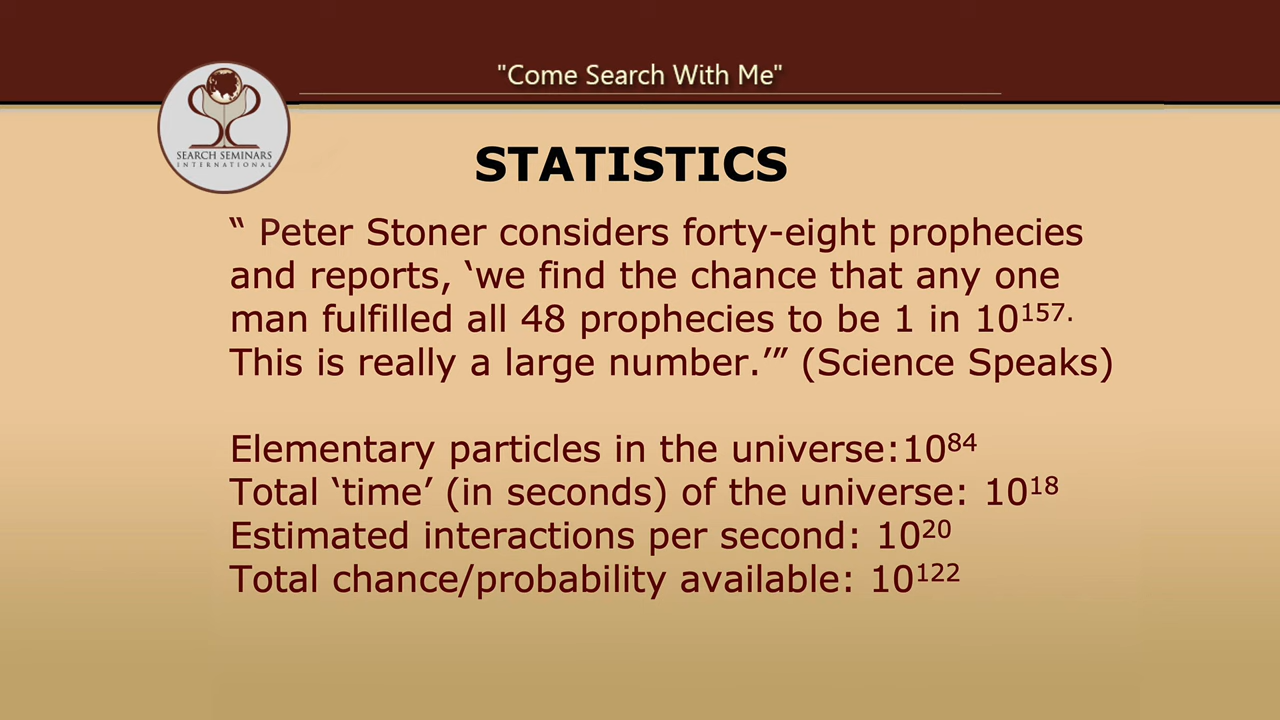 "Come Search With Me"
SEARCH SEMINARS
INTERNATIONAL
STATISTICS
“ Peter Stoner considers forty-eight prophecies
and reports, ‘we find the chance that any one
man fulfilled all 48 prophecies to be 1 in 10¹⁵⁷.
This is really a large number.’” (Science Speaks)
Elementary particles in the universe:10⁸⁴
Total ‘time’ (in seconds) of the universe: 10¹⁸
Estimated interactions per second: 10²⁰
Total chance/probability available: 10¹²²